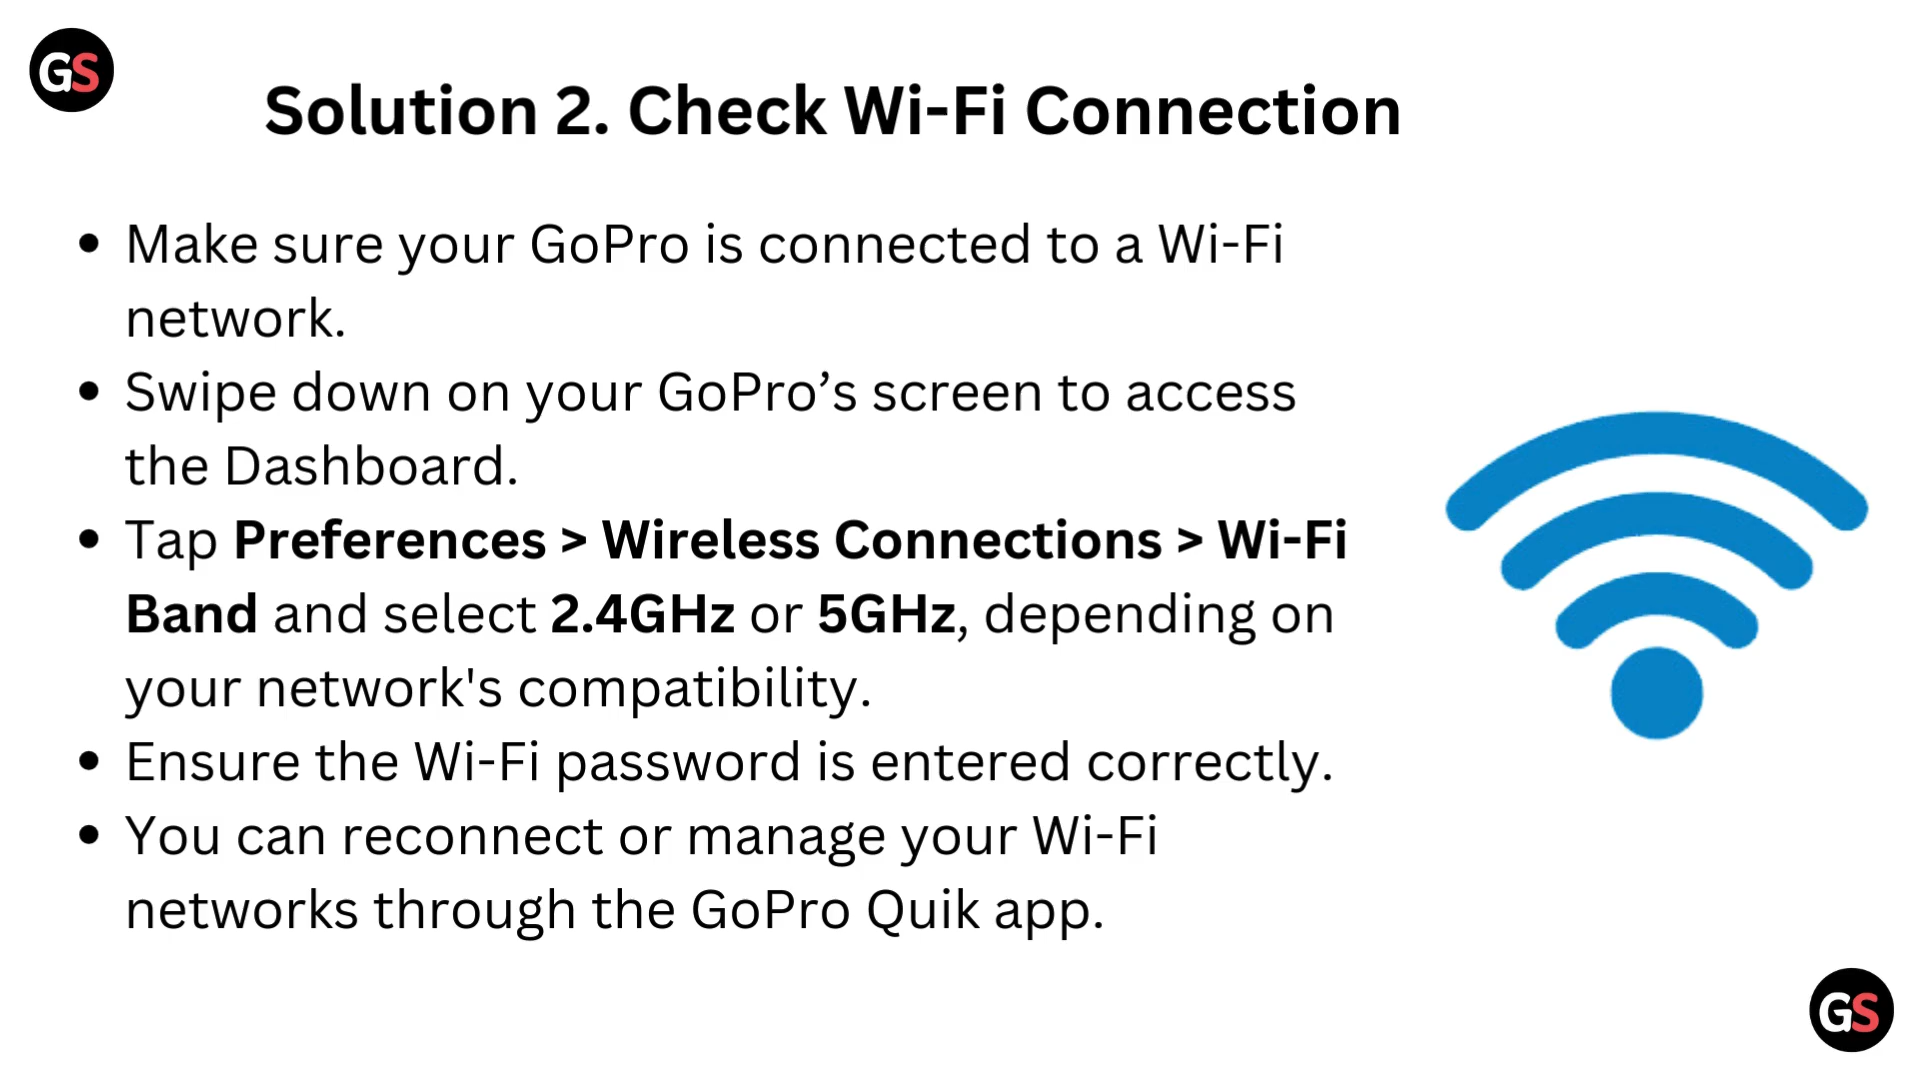 GS
Solution 2. Check Wi-Fi Connection
• Make sure your GoPro is connected to a Wi-Fi
network.
• Swipe down on your GoPro’s screen to access
the Dashboard.
• Tap Preferences > Wireless Connections > Wi-Fi
Band and select 2.4GHz or 5GHz, depending on
your network's compatibility.
• Ensure the Wi-Fi password is entered correctly.
• You can reconnect or manage your Wi-Fi
networks through the GoPro Quik app.
GS